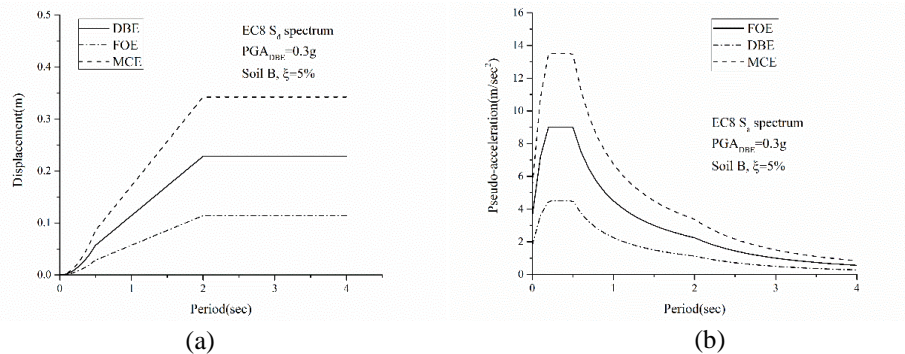 DBE
FOE
MCE
EC8 S_d spectrum
PGA_DBE=0.3g
Soil B, ξ=5%
Displacement(m)
0.5
0.4
0.3
0.2
0.1
0.0
0 1 2 3 4
Period(sec)
(a)
FOE
DBE
MCE
EC8 S_a spectrum
PGA_DBE=0.3g
Soil B, ξ=5%
Pseudo-acceleration(m/sec²)
16
14
12
10
8
6
4
2
0
0 1 2 3 4
Period(sec)
(b)